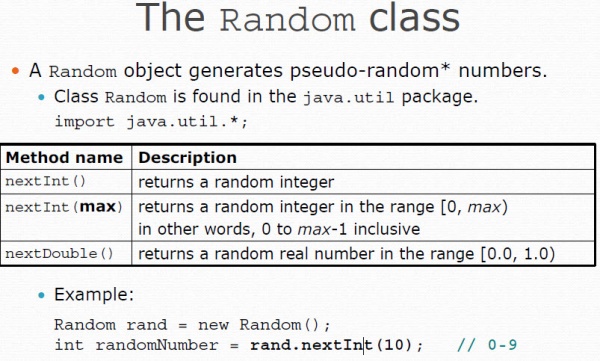 The Random class
• A Random object generates pseudo-random* numbers.
• Class Random is found in the java.util package.
import java.util.*;
Method name Description
nextInt() returns a random integer
nextInt(max) returns a random integer in the range [0, max)
in other words, 0 to max-1 inclusive
nextDouble() returns a random real number in the range [0.0, 1.0)
• Example:
Random rand = new Random();
int randomNumber = rand.nextInt(10); // 0-9